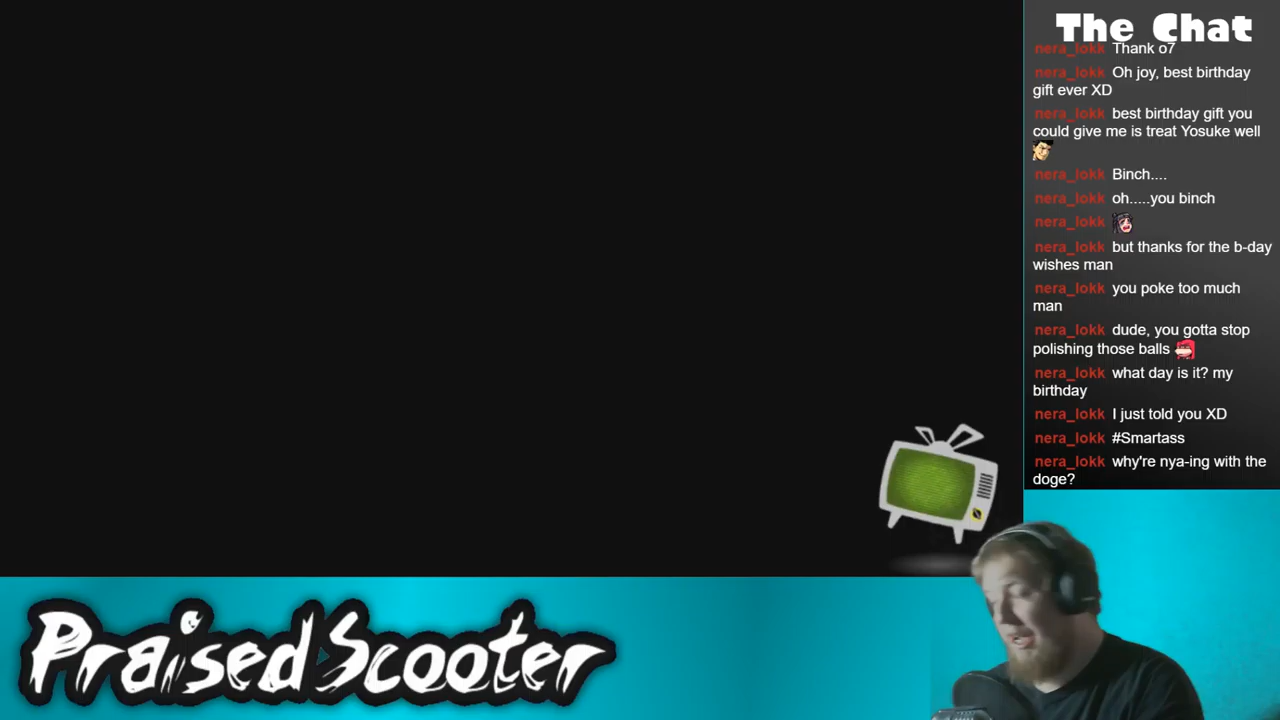 The Chat
nera_lokk Thank o7
nera_lokk Oh joy, best birthday
gift ever XD
nera_lokk best birthday gift you
could give me is treat Yosuke well
nera_lokk Binch....
nera_lokk oh.....you binch
nera_lokk
nera_lokk but thanks for the b-day
wishes man
nera_lokk you poke too much
man
nera_lokk dude, you gotta stop
polishing those balls
nera_lokk what day is it? my
birthday
nera_lokk I just told you XD
nera_lokk #Smartass
nera_lokk why're nya-ing with the
doge?
PraisedScooter